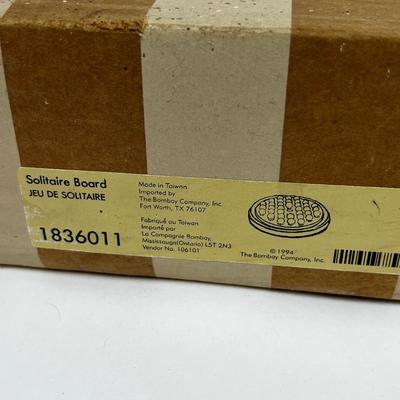 Solitaire Board
JEU DE SOLITAIRE
1836011
Made in Taiwan
Imported by
The Bombay Company, Inc.
Fort Worth, TX 76107
Fabriqué au Taiwan
Importé par
La Compagnie Bombay,
Mississauga(Ontario) L5T 2N3
Vendor No. 106101
© 1994
The Bombay Company, Inc.